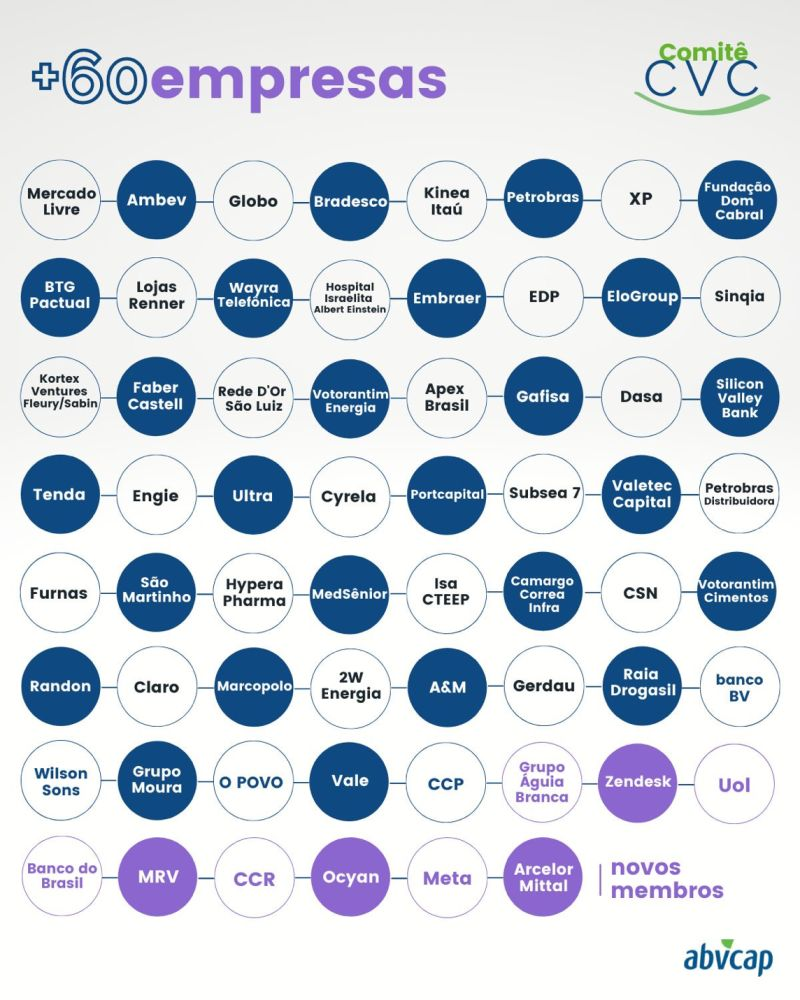 +60empresas
Comitê
CVC
Mercado
Livre
Ambev
Globo
Bradesco
Kinea
Itaú
Petrobras
XP
Fundação
Dom
Cabral
BTG
Pactual
Lojas
Renner
Wayra
Telefónica
Hospital
Israelita
Albert Einstein
Embraer
EDP
EloGroup
Sinqia
Kortex
Ventures
Fleury/Sabin
Faber
Castell
Rede D'Or
São Luiz
Votorantim
Energia
Apex
Brasil
Gafisa
Dasa
Silicon
Valley
Bank
Tenda
Engie
Ultra
Cyrela
Portcapital
Subsea 7
Valetec
Capital
Petrobras
Distribuidora
Furnas
São
Martinho
Hypera
Pharma
MedSênior
Isa
CTEEP
Camargo
Correa
Infra
CSN
Votorantim
Cimentos
Randon
Claro
Marcopolo
2W
Energia
A&M
Gerdau
Raia
Drogasil
banco
BV
Wilson
Sons
Grupo
Moura
O POVO
Vale
CCP
Grupo
Águia
Branca
Zendesk
Uol
Banco do
Brasil
MRV
CCR
Ocyan
Meta
Arcelor
Mittal
novos
membros
abvcap